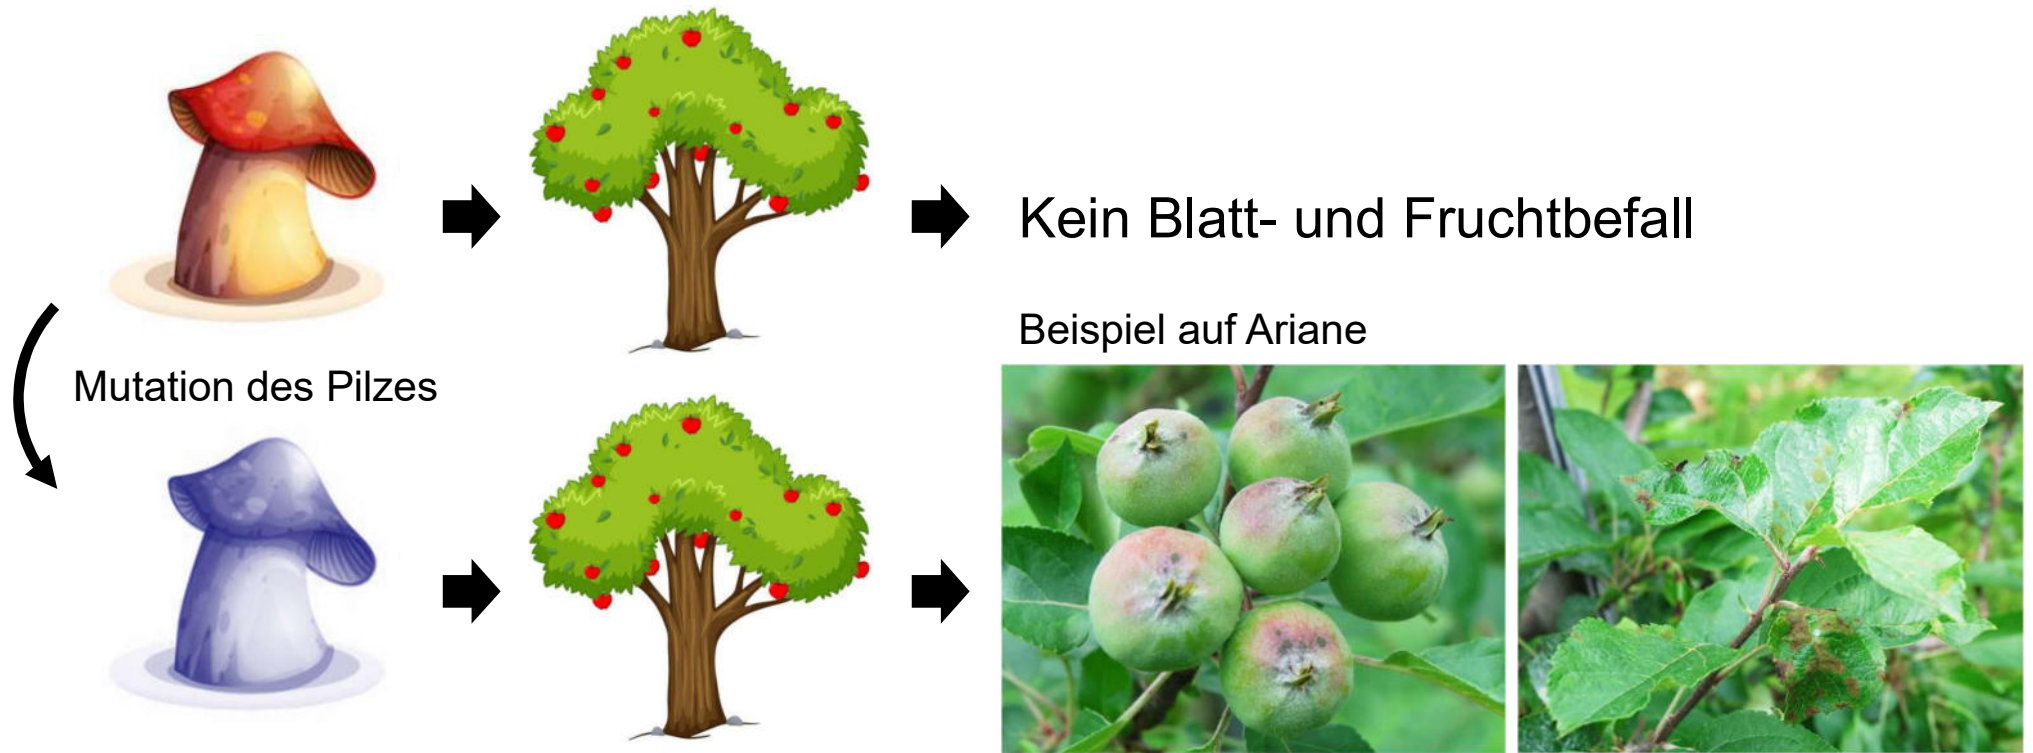 Kein Blatt- und Fruchtbefall
Beispiel auf Ariane
Mutation des Pilzes